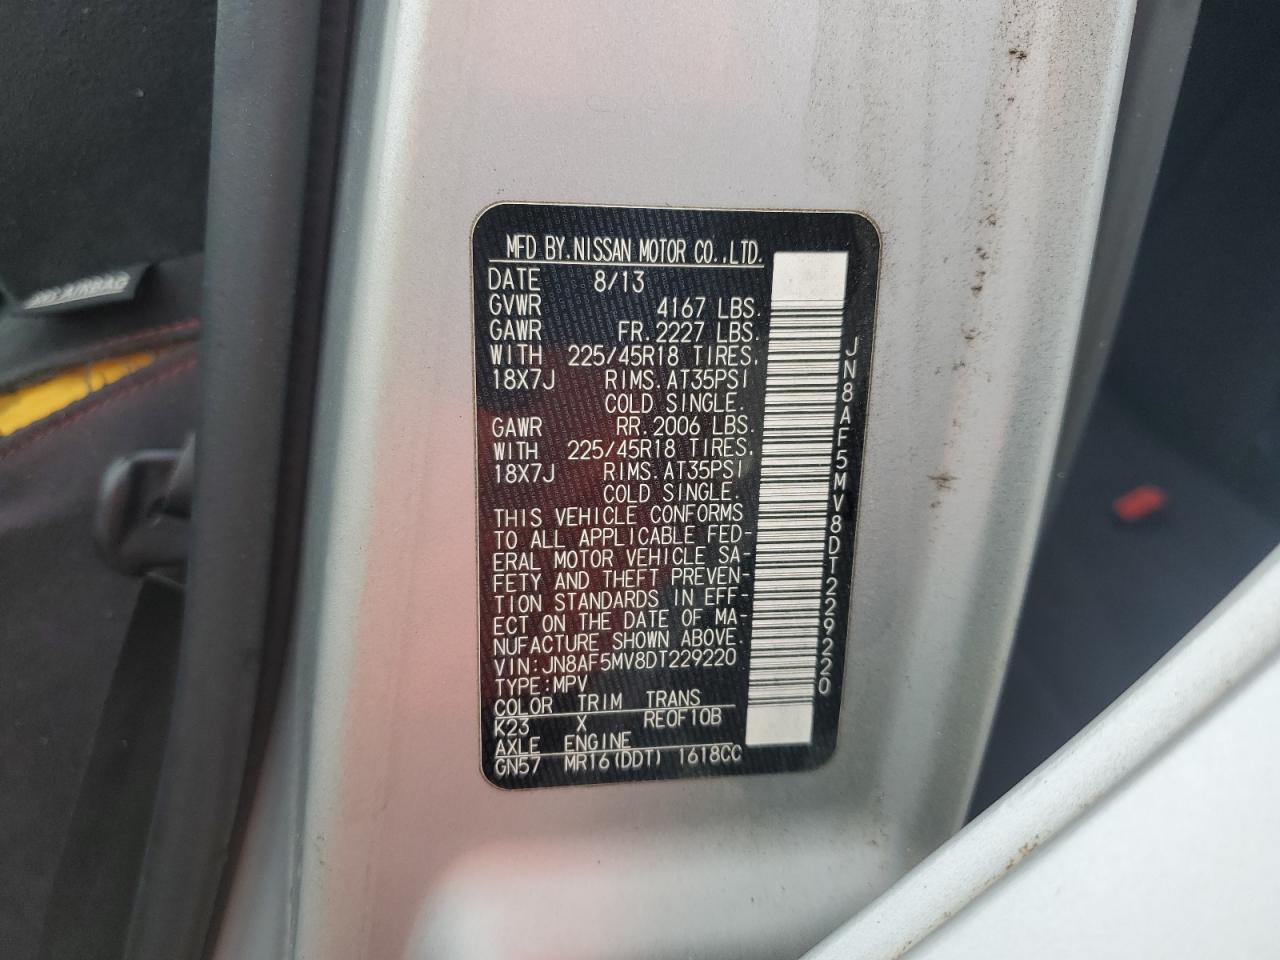 MFD BY.NISSAN MOTOR CO.,LTD.
DATE 8/13
GVWR 4167 LBS.
GAWR FR.2227 LBS.
WITH 225/45R18 TIRES.
18X7J RIMS.AT35PSI
COLD SINGLE.
GAWR RR.2006 LBS.
WITH 225/45R18 TIRES.
18X7J RIMS.AT35PSI
COLD SINGLE.
THIS VEHICLE CONFORMS
TO ALL APPLICABLE FED-
ERAL MOTOR VEHICLE SA-
FETY AND THEFT PREVEN-
TION STANDARDS IN EFF-
ECT ON THE DATE OF MA-
NUFACTURE SHOWN ABOVE.
VIN:JN8AF5MV8DT229220
TYPE:MPV
COLOR TRIM TRANS
K23 X RE0F10B
AXLE ENGINE
GN57 MR16(DDT) 1618CC
JN8AF5MV8DT229220
AIRBAG